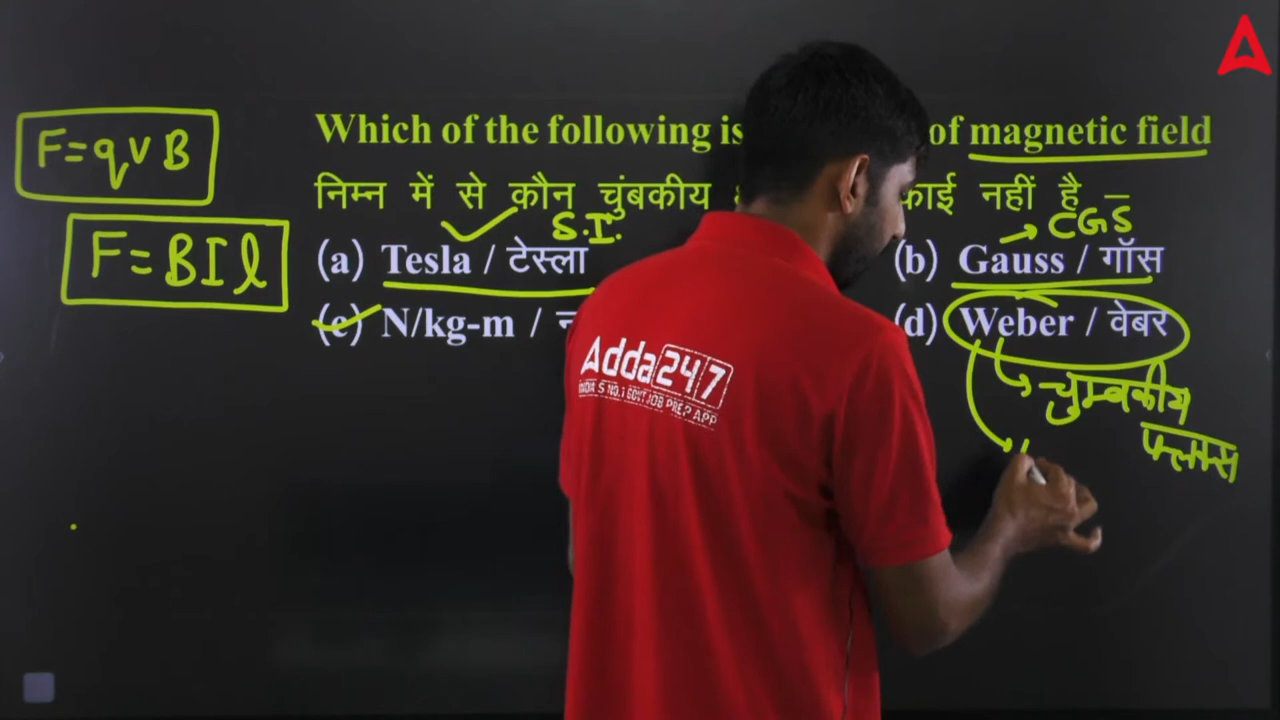 F=qvB
F=BIl
Which of the following is of magnetic field
निम्न में से कौन चुंबकीय नहीं है _
(a) Tesla / टेस्ला S.I.
(b) Gauss / गॉस CGS
(c) N/kg-m /
(d) Weber / वेबर
चुम्बकीय
फ्लक्स
Adda247
INDIA'S NO.1 GOVT JOB PREP APP